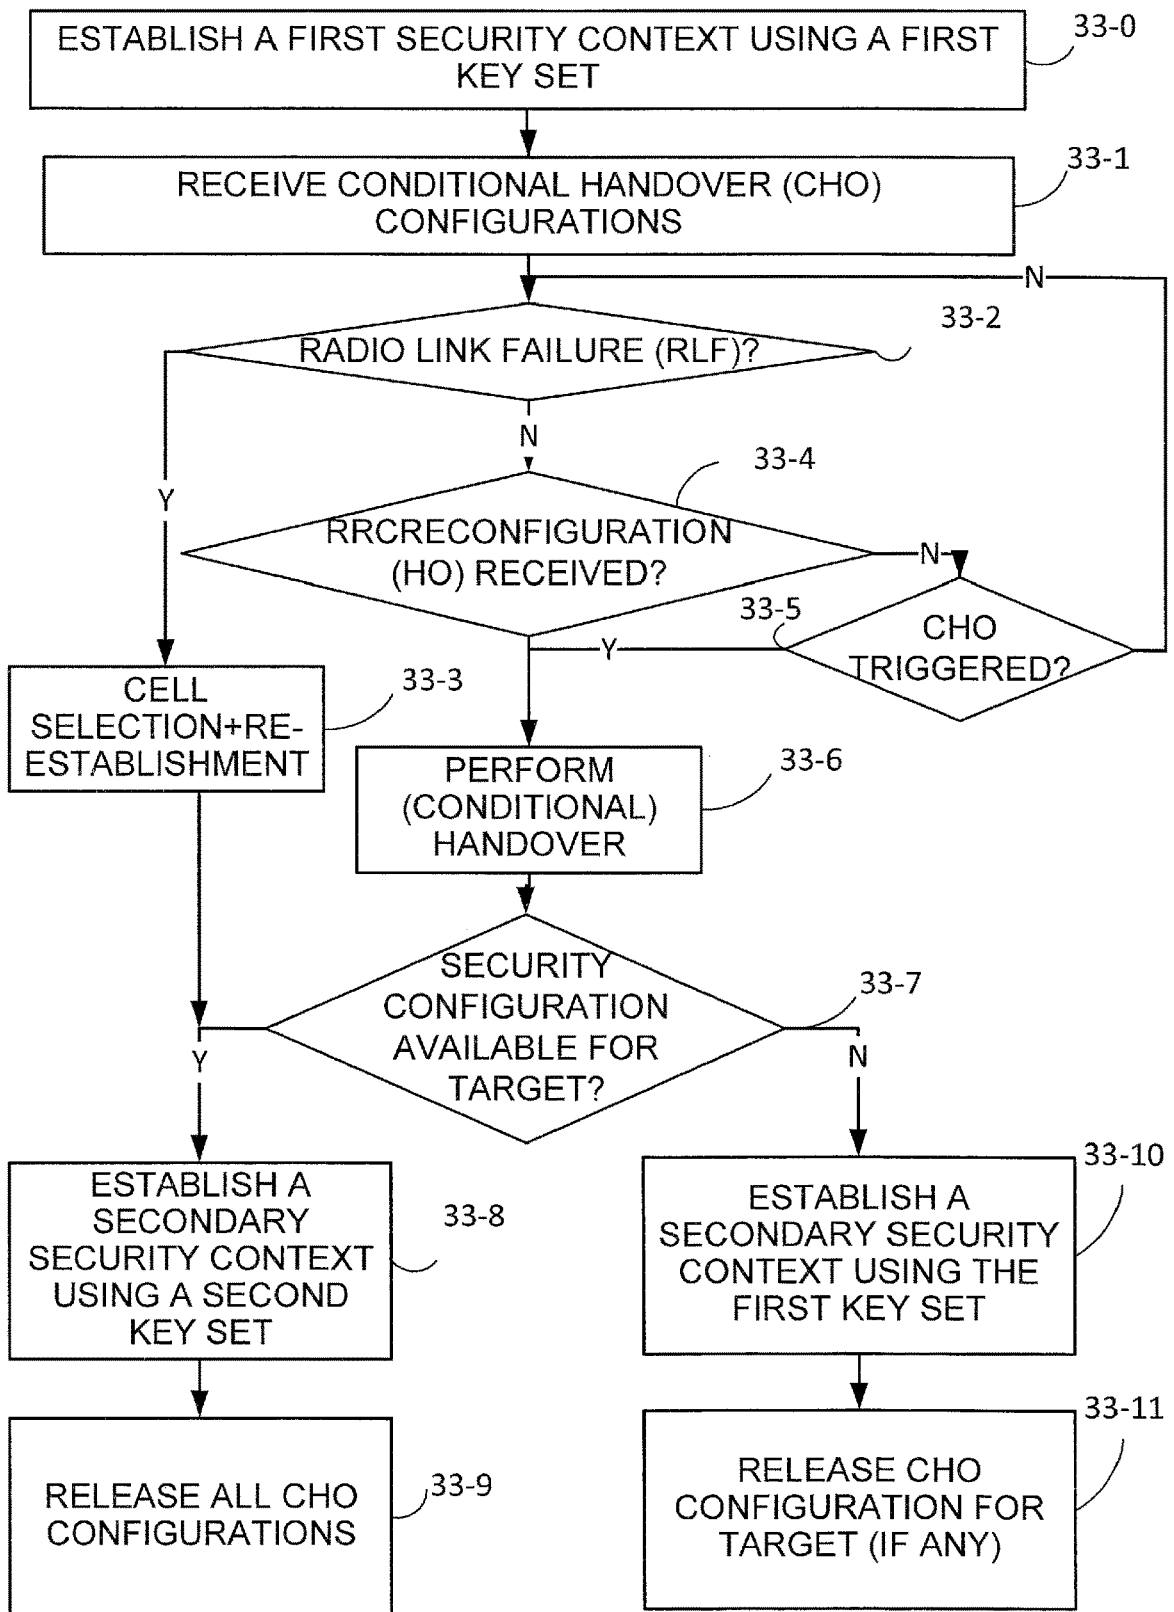 ESTABLISH A FIRST SECURITY CONTEXT USING A FIRST
KEY SET
33-0
RECEIVE CONDITIONAL HANDOVER (CHO)
CONFIGURATIONS
33-1
N
RADIO LINK FAILURE (RLF)?
33-2
N
Y
33-4
RRCRECONFIGURATION
(HO) RECEIVED?
N
33-5
CHO
TRIGGERED?
Y
CELL
SELECTION+RE-
ESTABLISHMENT
33-3
PERFORM
(CONDITIONAL)
HANDOVER
33-6
SECURITY
CONFIGURATION
AVAILABLE FOR
TARGET?
33-7
Y
N
ESTABLISH A
SECONDARY
SECURITY CONTEXT
USING A SECOND
KEY SET
33-8
33-10
ESTABLISH A
SECONDARY SECURITY
CONTEXT USING THE
FIRST KEY SET
RELEASE ALL CHO
CONFIGURATIONS
33-9
33-11
RELEASE CHO
CONFIGURATION FOR
TARGET (IF ANY)